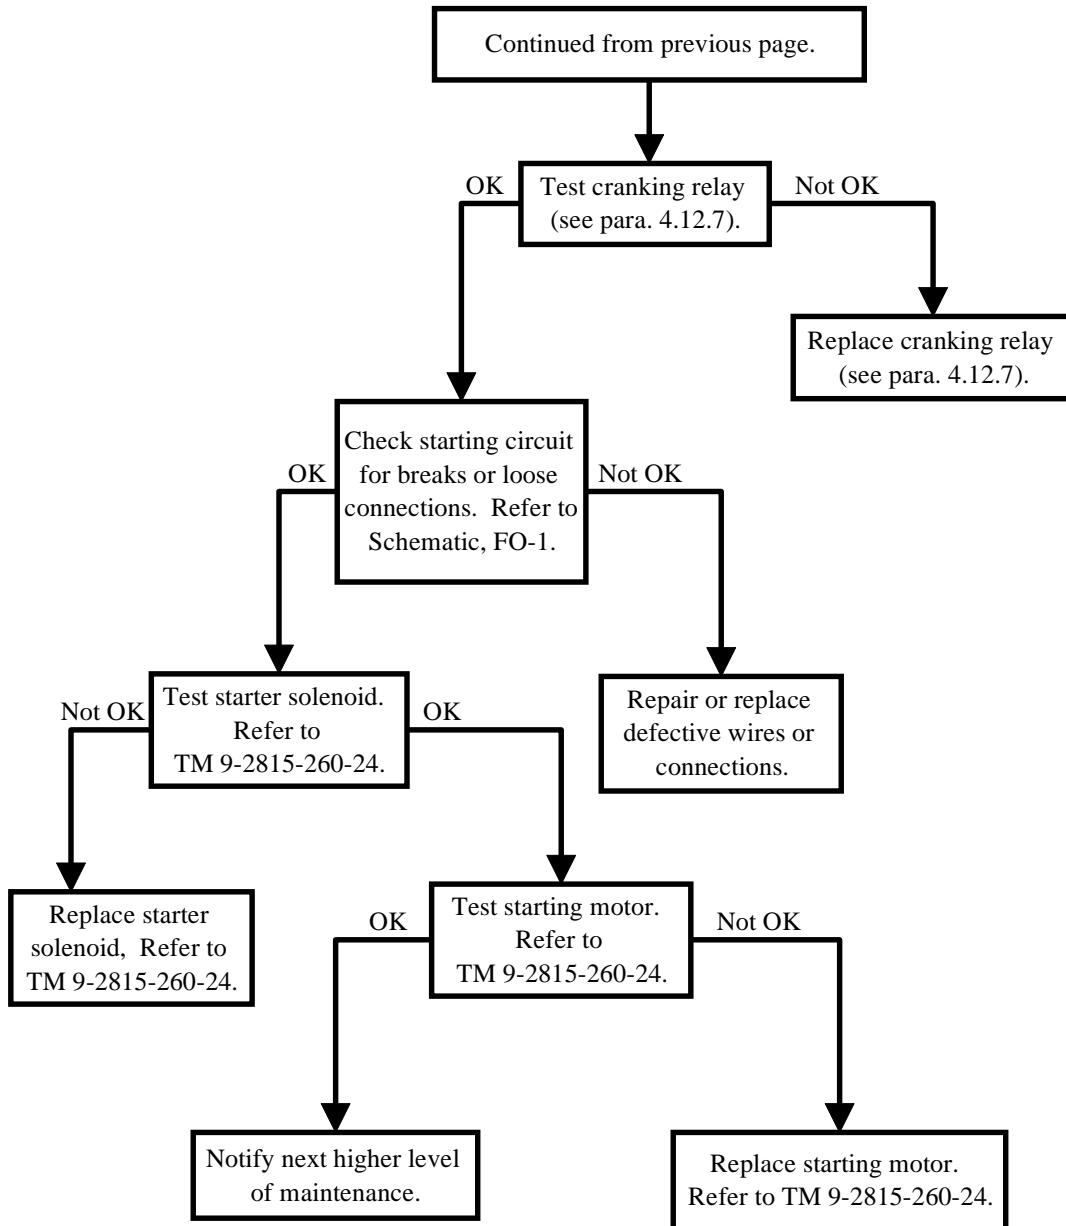 Continued from previous page.
OK
Test cranking relay
(see para. 4.12.7).
Not OK
Replace cranking relay
(see para. 4.12.7).
OK
Check starting circuit
for breaks or loose
connections.  Refer to
Schematic, FO-1.
Not OK
Not OK
Test starter solenoid.
Refer to
TM 9-2815-260-24.
OK
Repair or replace
defective wires or
connections.
Replace starter
solenoid,  Refer to
TM 9-2815-260-24.
OK
Test starting motor.
Refer to
TM 9-2815-260-24.
Not OK
Notify next higher level
of maintenance.
Replace starting motor.
Refer to TM 9-2815-260-24.